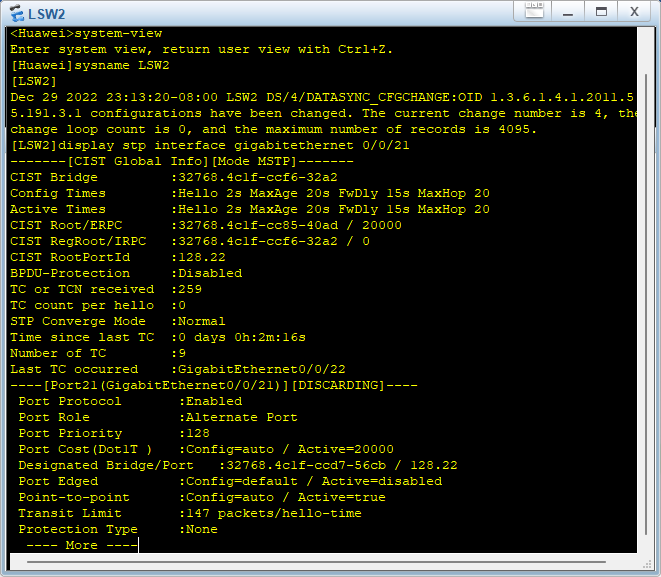 LSW2
<Huawei>system-view
Enter system view, return user view with Ctrl+Z.
[Huawei]sysname LSW2
[LSW2]
Dec 29 2022 23:13:20-08:00 LSW2 DS/4/DATASYNC_CFGCHANGE:OID 1.3.6.1.4.1.2011.5
5.191.3.1 configurations have been changed. The current change number is 4, the
change loop count is 0, and the maximum number of records is 4095.
[LSW2]display stp interface gigabitethernet 0/0/21
-------[CIST Global Info][Mode MSTP]-------
CIST Bridge         :32768.4c1f-ccf6-32a2
Config Times        :Hello 2s MaxAge 20s FwDly 15s MaxHop 20
Active Times        :Hello 2s MaxAge 20s FwDly 15s MaxHop 20
CIST Root/ERPC      :32768.4c1f-cc85-40ad / 20000
CIST RegRoot/IRPC   :32768.4c1f-ccf6-32a2 / 0
CIST RootPortId     :128.22
BPDU-Protection     :Disabled
TC or TCN received  :259
TC count per hello  :0
STP Converge Mode   :Normal
Time since last TC  :0 days 0h:2m:16s
Number of TC        :9
Last TC occurred    :GigabitEthernet0/0/22
----[Port21(GigabitEthernet0/0/21)][DISCARDING]----
 Port Protocol       :Enabled
 Port Role           :Alternate Port
 Port Priority       :128
 Port Cost(Dot1T )   :Config=auto / Active=20000
 Designated Bridge/Port   :32768.4c1f-ccd7-56cb / 128.22
 Port Edged          :Config=default / Active=disabled
 Point-to-point      :Config=auto / Active=true
 Transit Limit       :147 packets/hello-time
 Protection Type     :None
  ---- More ----